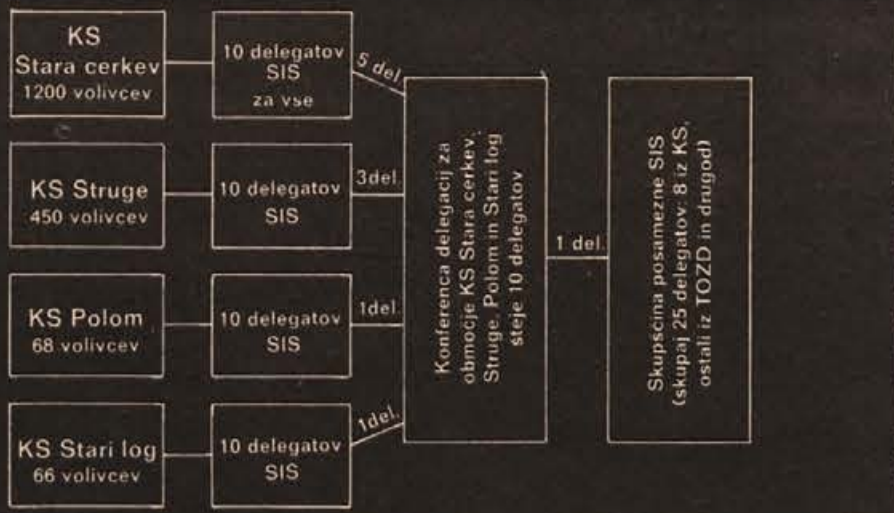 KS
Stara cerkev
1200 volivcev
10 delegatov
SIS
za vse
5 del.
KS Struge
450 volivcev
10 delegatov
SIS
3del.
KS Polom
68 volivcev
10 delegatov
SIS
1del.
KS Stari log
66 volivcev
10 delegatov
SIS
1del.
Konferenca delegacij za
območje KS Stara cerkev,
Struge, Polom in Stari log
šteje 10 delegatov
1 del.
Skupščina posamezne SIS
(skupaj 25 delegatov: 8 iz KS,
ostali iz TOZD in drugod)